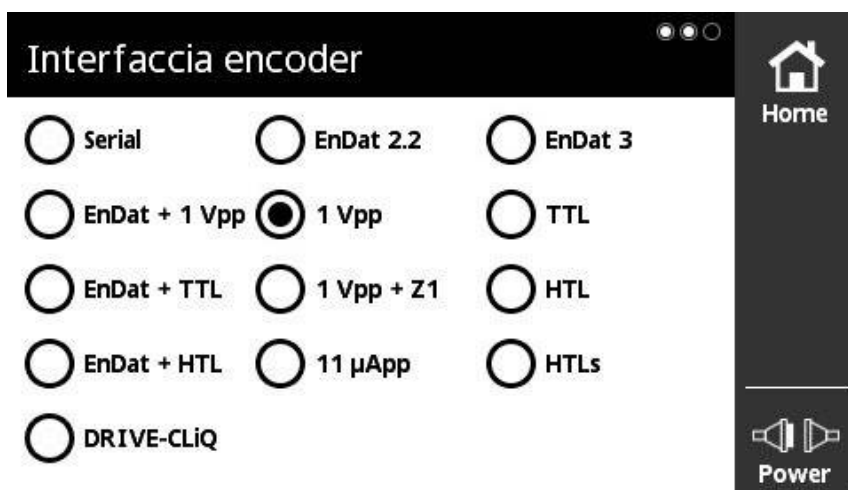 Interfaccia encoder
Home
Serial EnDat 2.2 EnDat 3
EnDat + 1 Vpp 1 Vpp TTL
EnDat + TTL 1 Vpp + Z1 HTL
EnDat + HTL 11 µApp HTLs
DRIVE-CLiQ
Power